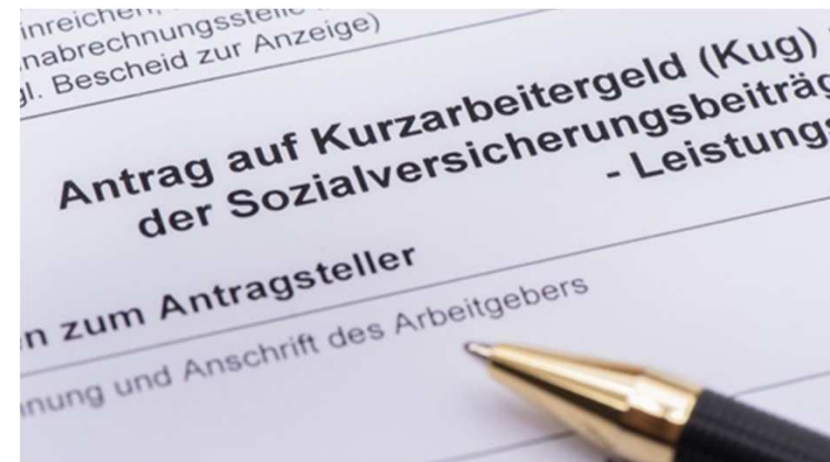 inreichen,
nabrechnungsstelle
gl. Bescheid zur Anzeige)
Antrag auf Kurzarbeitergeld (Kug)
der Sozialversicherungsbeiträg
- Leistungs
n zum Antragsteller
nung und Anschrift des Arbeitgebers